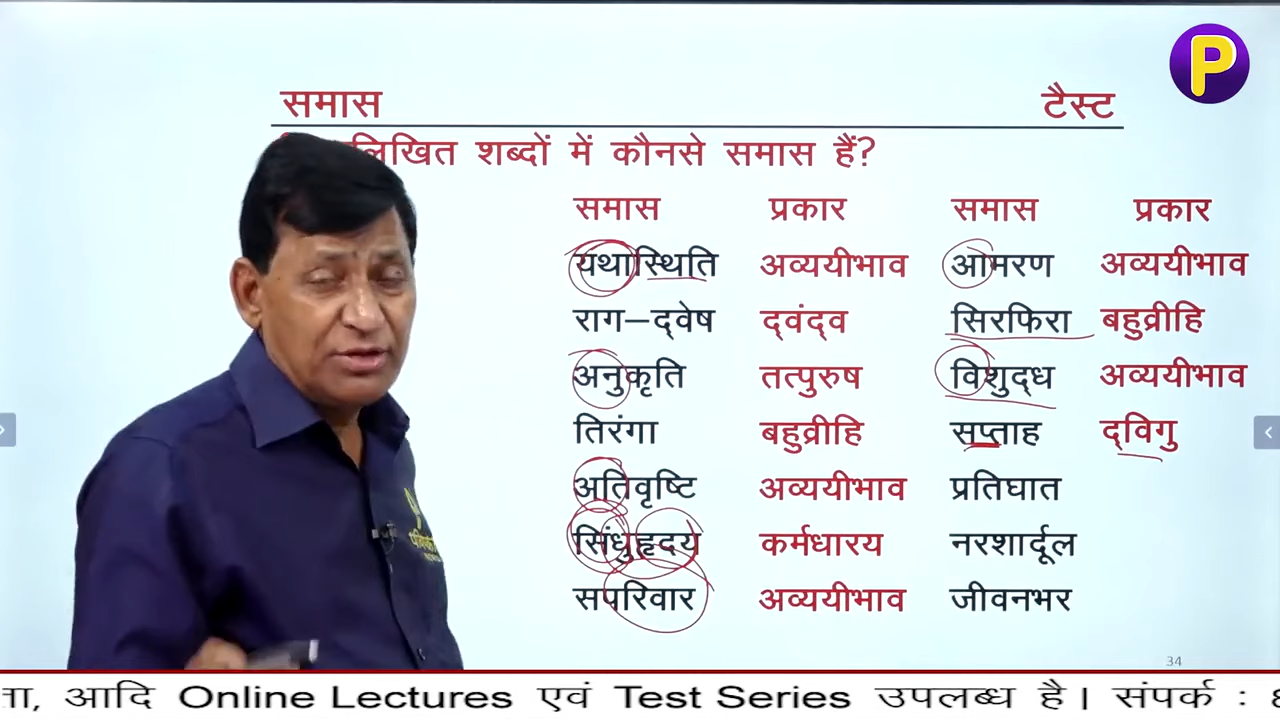 P
समास टैस्ट
लिखित शब्दों में कौनसे समास हैं?
समास प्रकार समास प्रकार
यथास्थिति अव्ययीभाव आमरण अव्ययीभाव
राग–द्वेष द्वंद्व सिरफिरा बहुव्रीहि
अनुकृति तत्पुरुष विशुद्ध अव्ययीभाव
तिरंगा बहुव्रीहि सप्ताह द्विगु
अतिवृष्टि अव्ययीभाव प्रतिघात
सिंधुहृदय कर्मधारय नरशार्दूल
सपरिवार अव्ययीभाव जीवनभर
34
ता, आदि Online Lectures एवं Test Series उपलब्ध है। संपर्क : 8